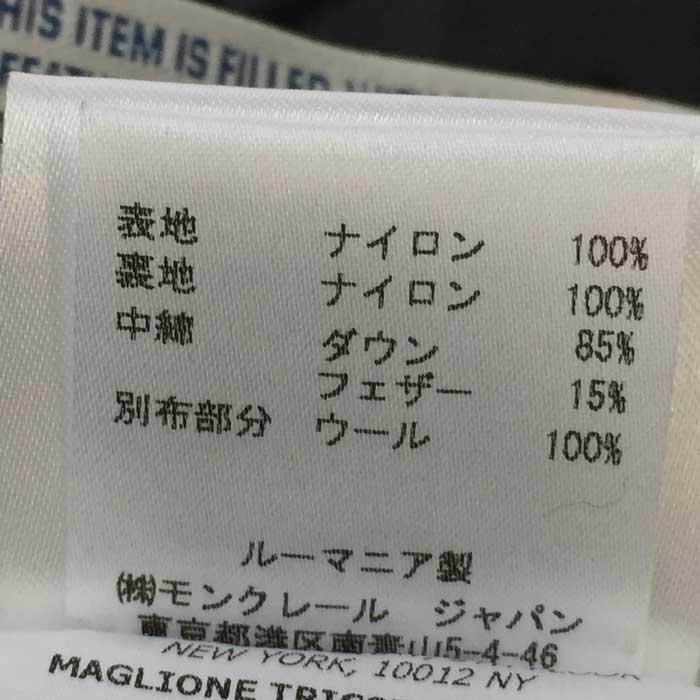 THIS ITEM IS FILLED
表地 ナイロン 100%
裏地 ナイロン 100%
中綿 ダウン 85%
フェザー 15%
別布部分 ウール 100%
ルーマニア製
㈱モンクレール ジャパン
東京都港区南青山5-4-46
NEW YORK, 10012 NY
MAGLIONE